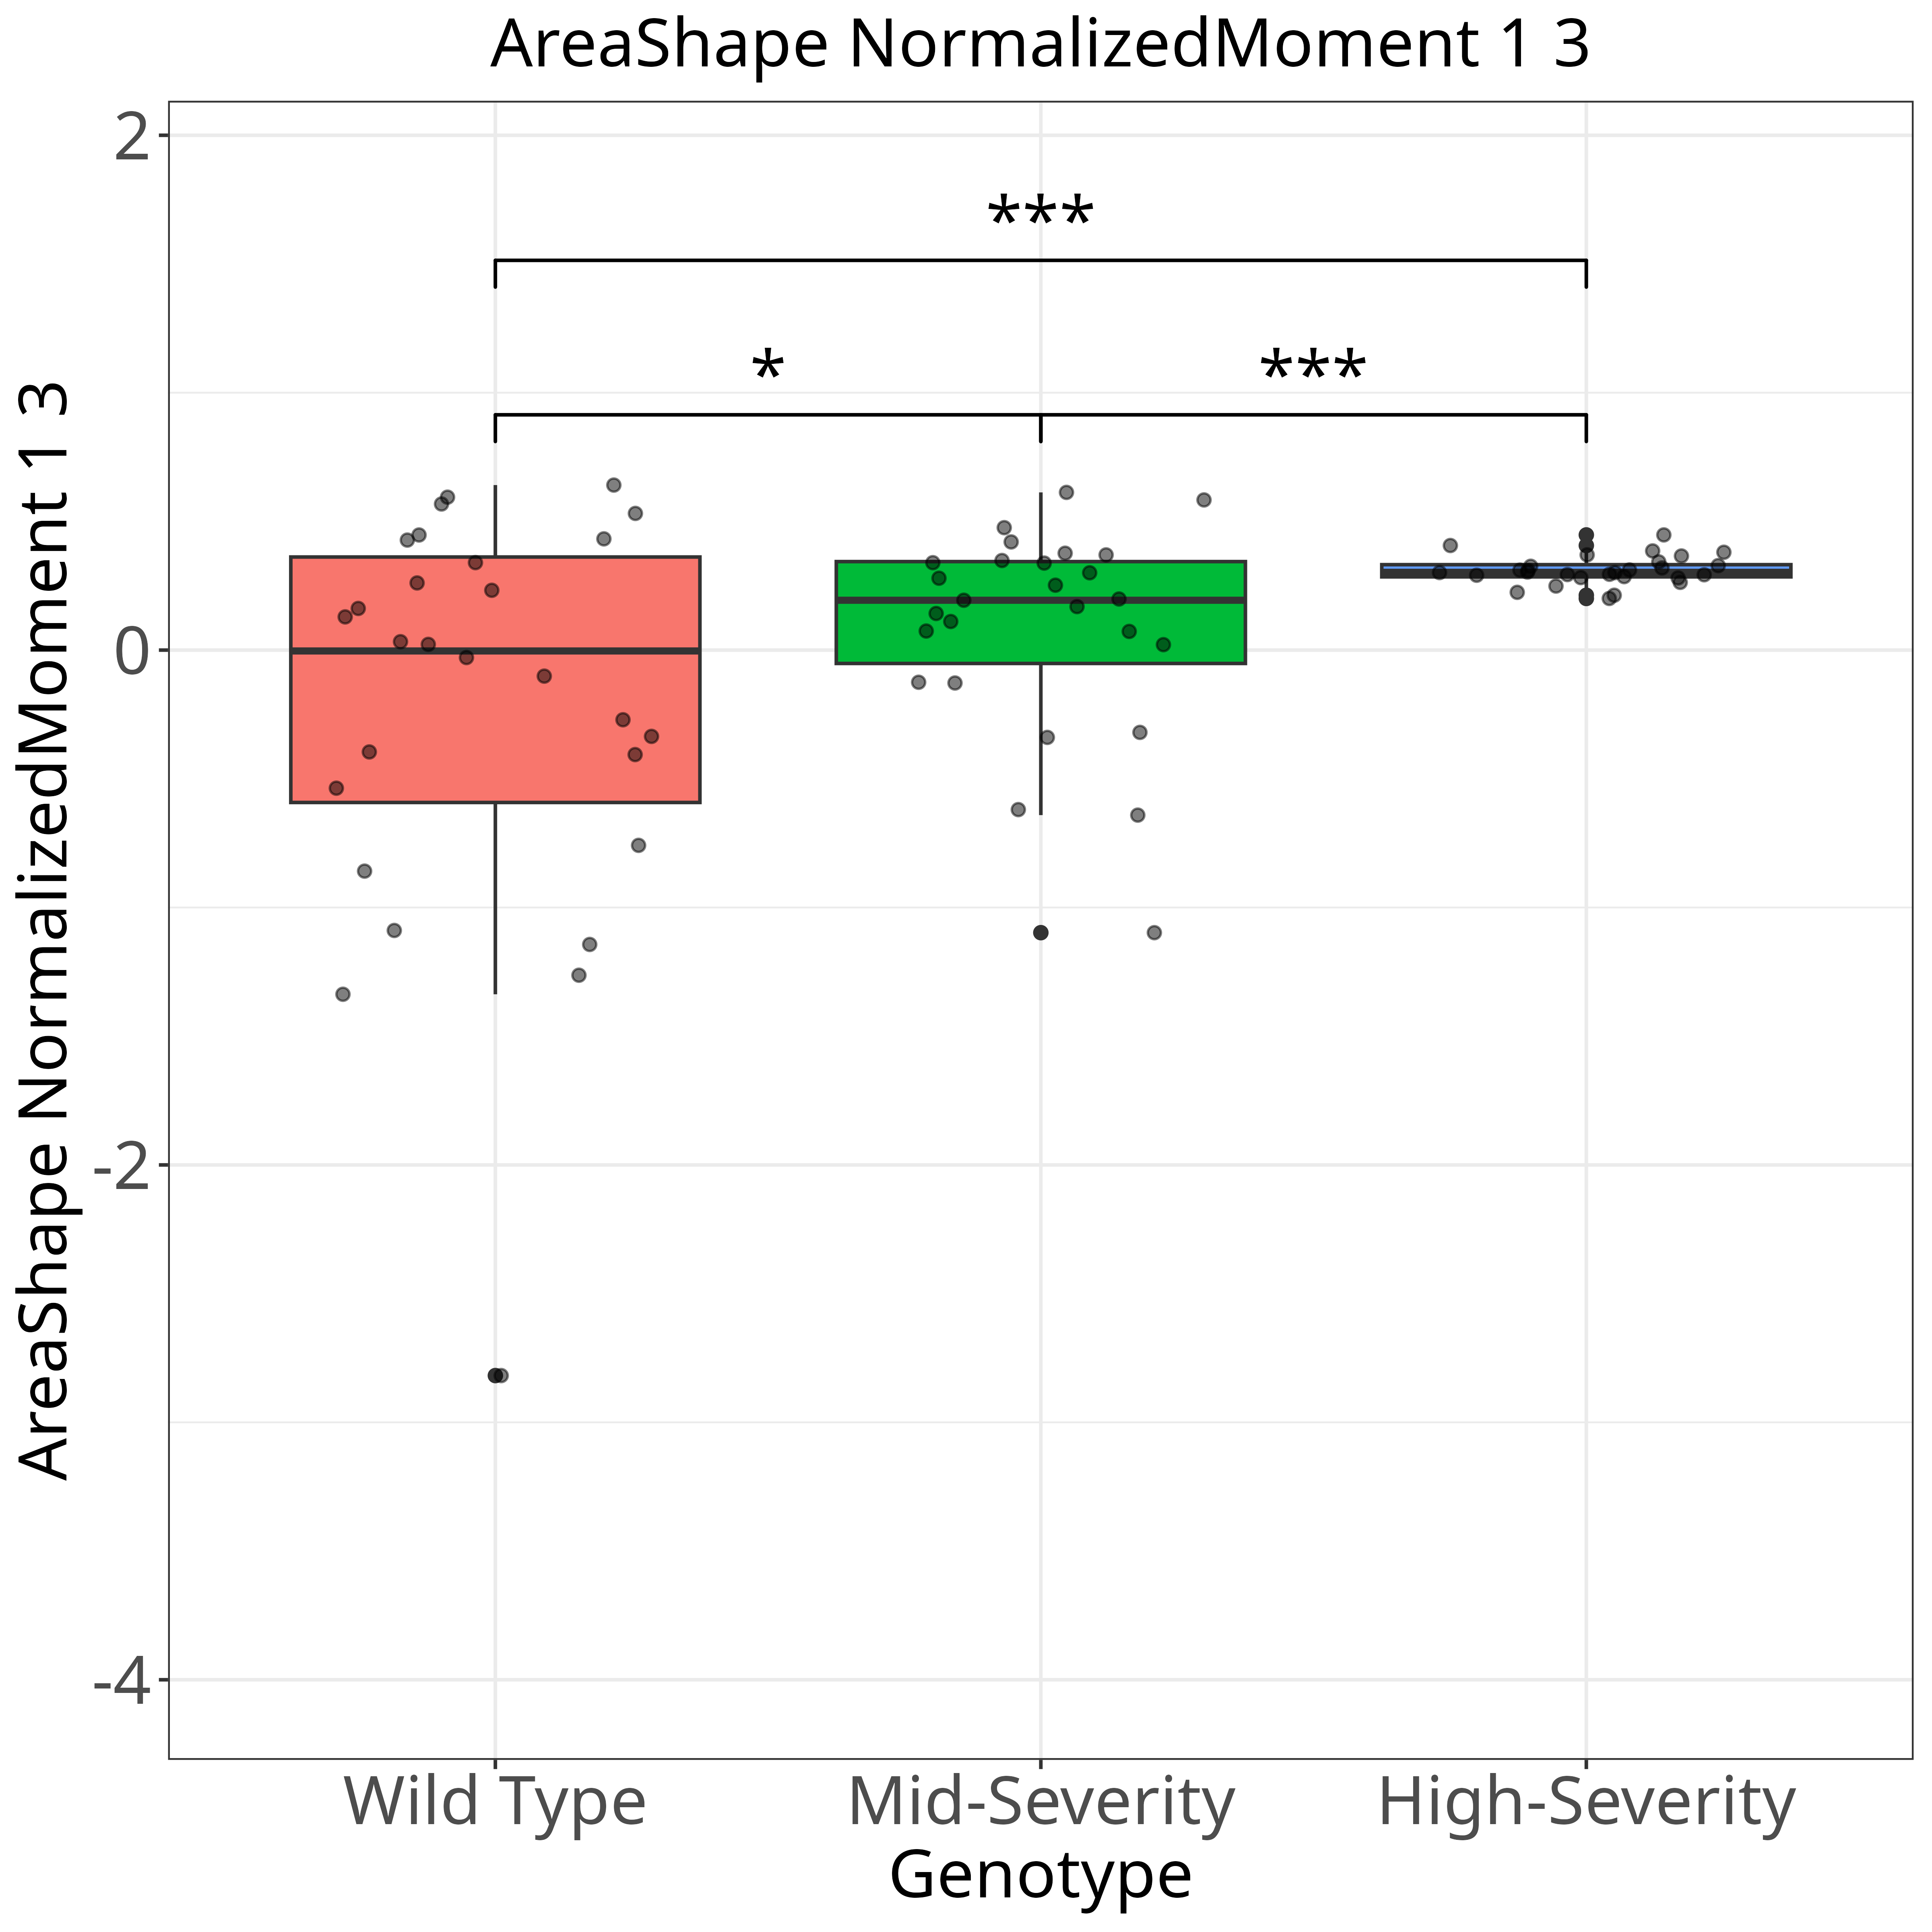 AreaShape NormalizedMoment 1 3
AreaShape NormalizedMoment 1 3
2
0
-2
-4
***
*
***
Wild Type
Mid-Severity
High-Severity
Genotype